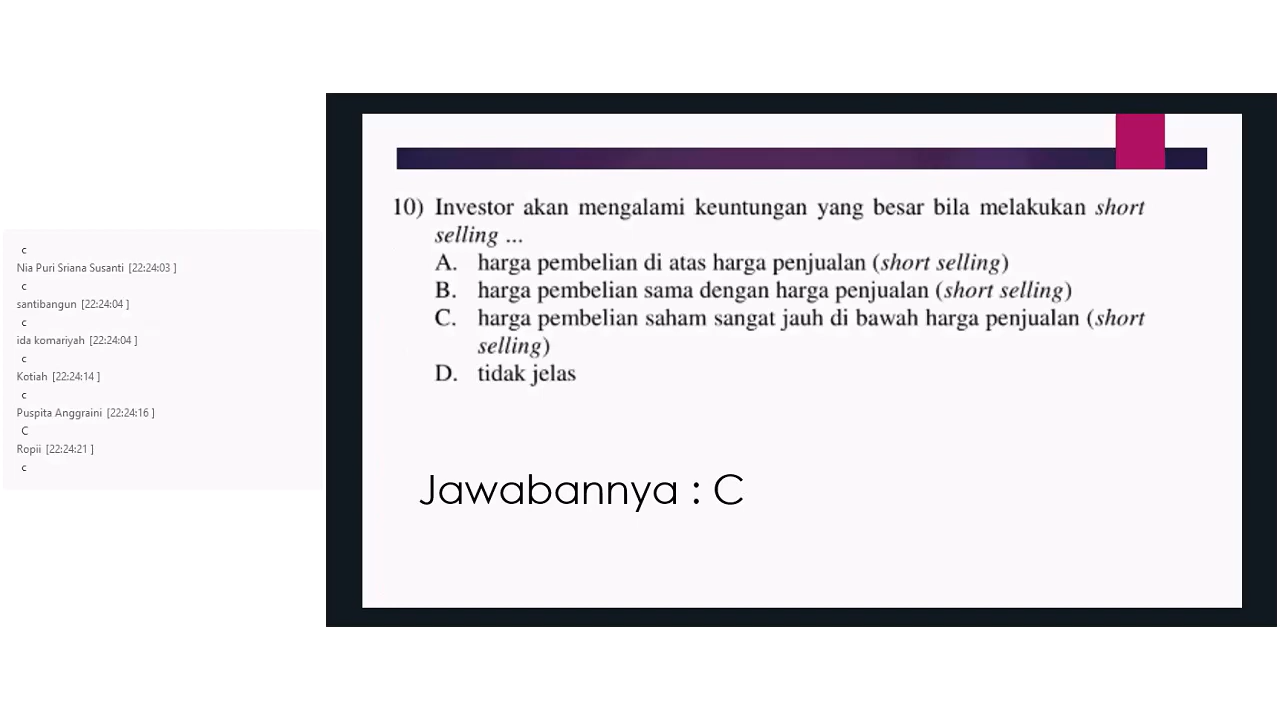 c
Nia Puri Sriana Susanti [22:24:03 ]
c
santibangun [22:24:04 ]
c
ida komariyah [22:24:04 ]
c
Kotiah [22:24:14 ]
c
Puspita Anggraini [22:24:16 ]
C
Ropii [22:24:21 ]
c
10) Investor akan mengalami keuntungan yang besar bila melakukan short
selling ...
A. harga pembelian di atas harga penjualan (short selling)
B. harga pembelian sama dengan harga penjualan (short selling)
C. harga pembelian saham sangat jauh di bawah harga penjualan (short
selling)
D. tidak jelas
Jawabannya : C